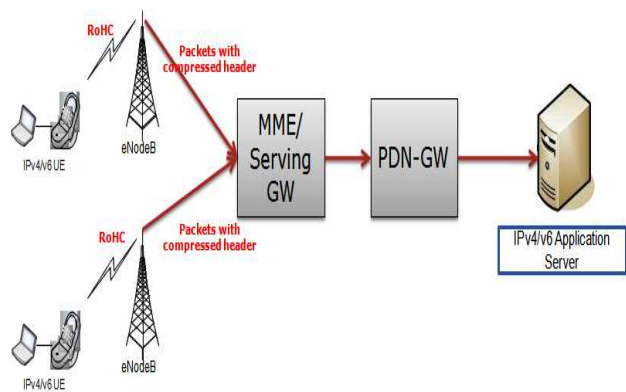 RoHC
Packets with
compressed header
IPv4/v6 UE
eNodeB
MME/
Serving
GW
PDN-GW
IPv4/v6 Application
Server
RoHC
Packets with
compressed header
IPv4/v6 UE
eNodeB